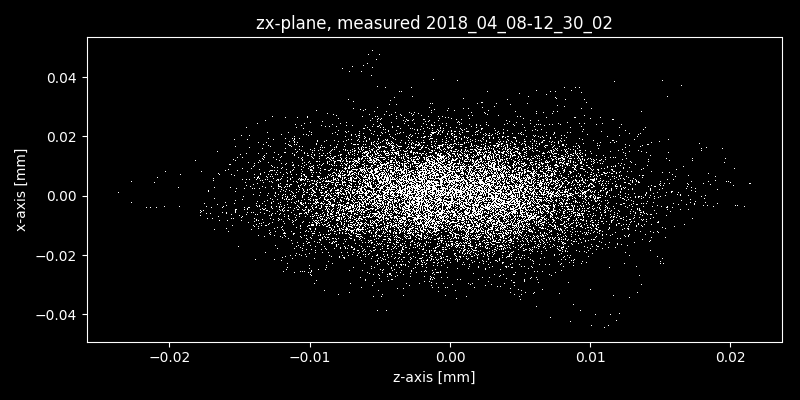 zx-plane, measured 2018_04_08-12_30_02
0.04
0.02
0.00
−0.02
−0.04
x-axis [mm]
−0.02 −0.01 0.00 0.01 0.02
z-axis [mm]